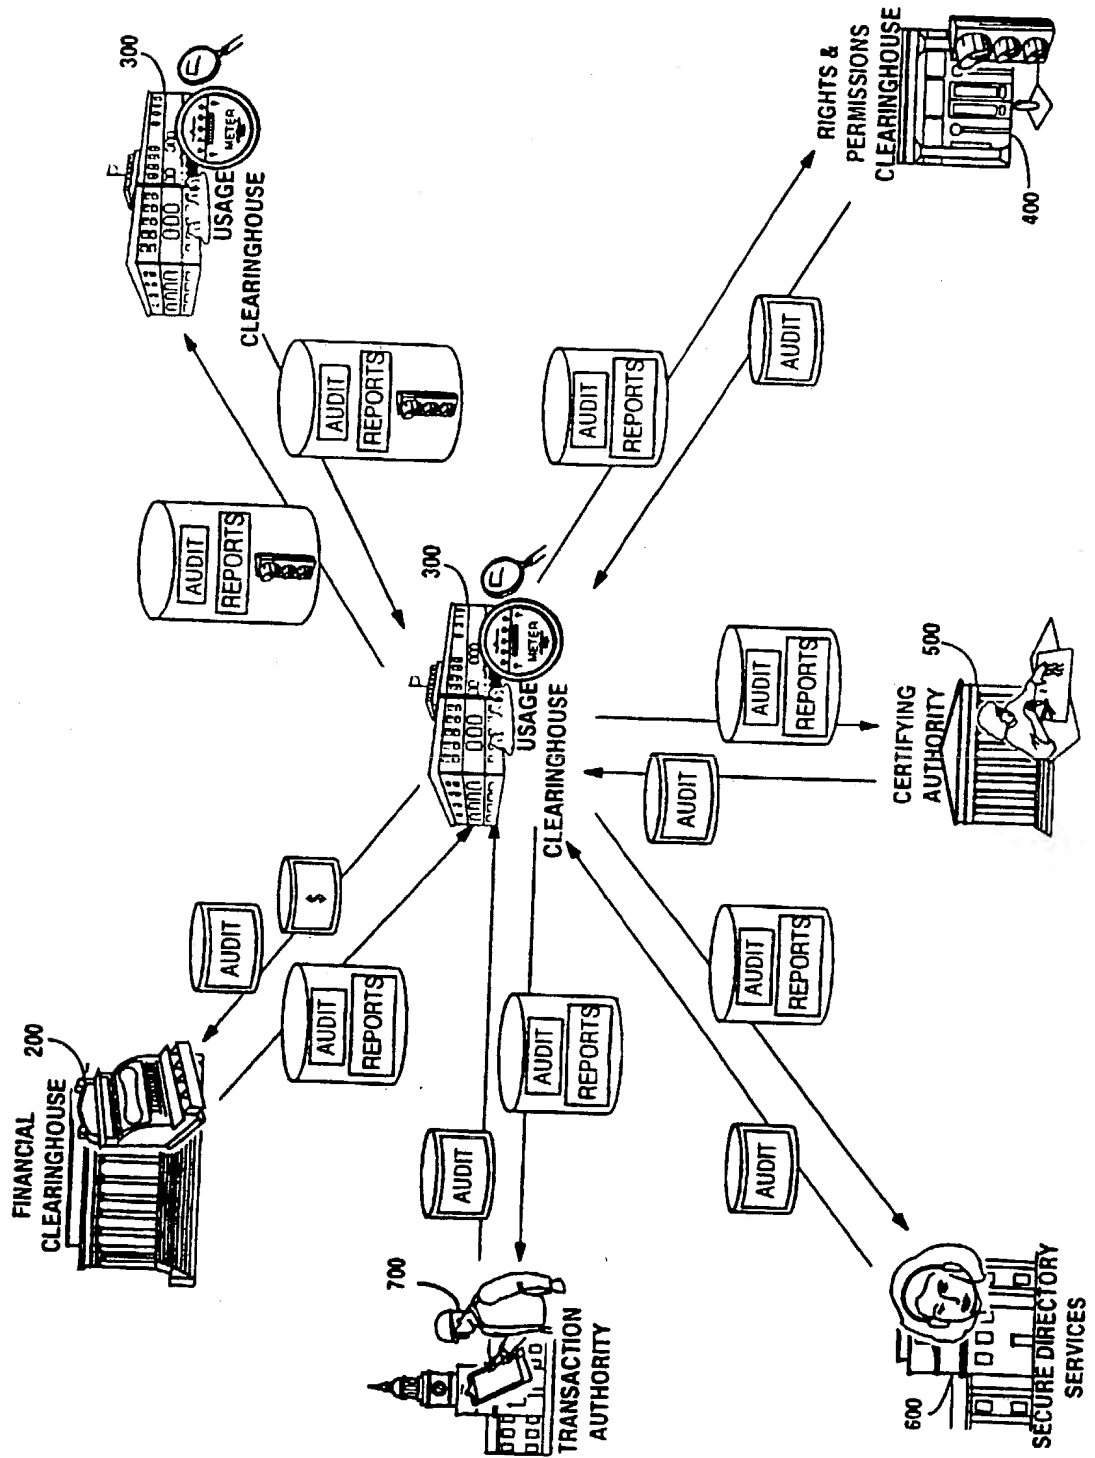 FINANCIAL
CLEARINGHOUSE
200
AUDIT
$
AUDIT
REPORTS
AUDIT
REPORTS
AUDIT
REPORTS
300
METER
USAGE
CLEARINGHOUSE
700
TRANSACTION
AUTHORITY
AUDIT
AUDIT
REPORTS
300
METER
USAGE
CLEARINGHOUSE
AUDIT
REPORTS
RIGHTS &
PERMISSIONS
CLEARINGHOUSE
400
AUDIT
AUDIT
AUDIT
REPORTS
AUDIT
AUDIT
REPORTS
600
SECURE DIRECTORY
SERVICES
CERTIFYING
AUTHORITY
500